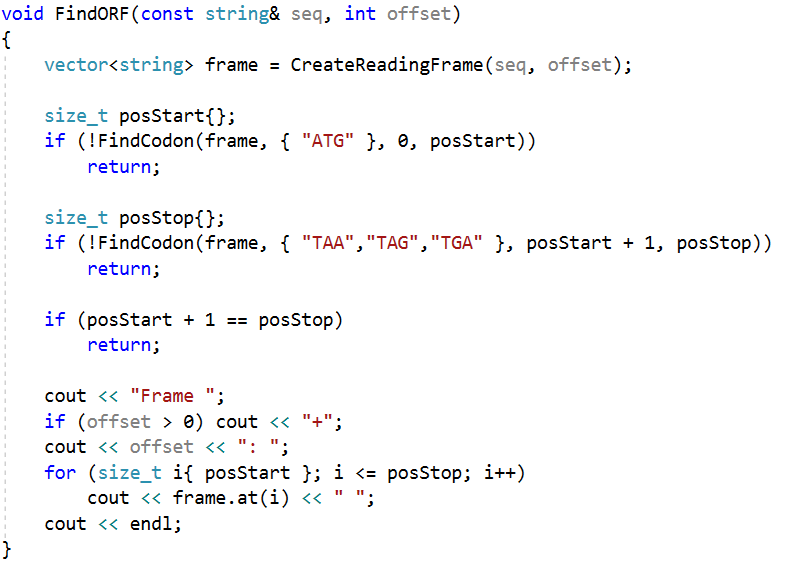 void FindORF(const string& seq, int offset)
{
    vector<string> frame = CreateReadingFrame(seq, offset);

    size_t posStart{};
    if (!FindCodon(frame, { "ATG" }, 0, posStart))
        return;

    size_t posStop{};
    if (!FindCodon(frame, { "TAA","TAG","TGA" }, posStart + 1, posStop))
        return;

    if (posStart + 1 == posStop)
        return;

    cout << "Frame ";
    if (offset > 0) cout << "+";
    cout << offset << ": ";
    for (size_t i{ posStart }; i <= posStop; i++)
        cout << frame.at(i) << " ";
    cout << endl;
}